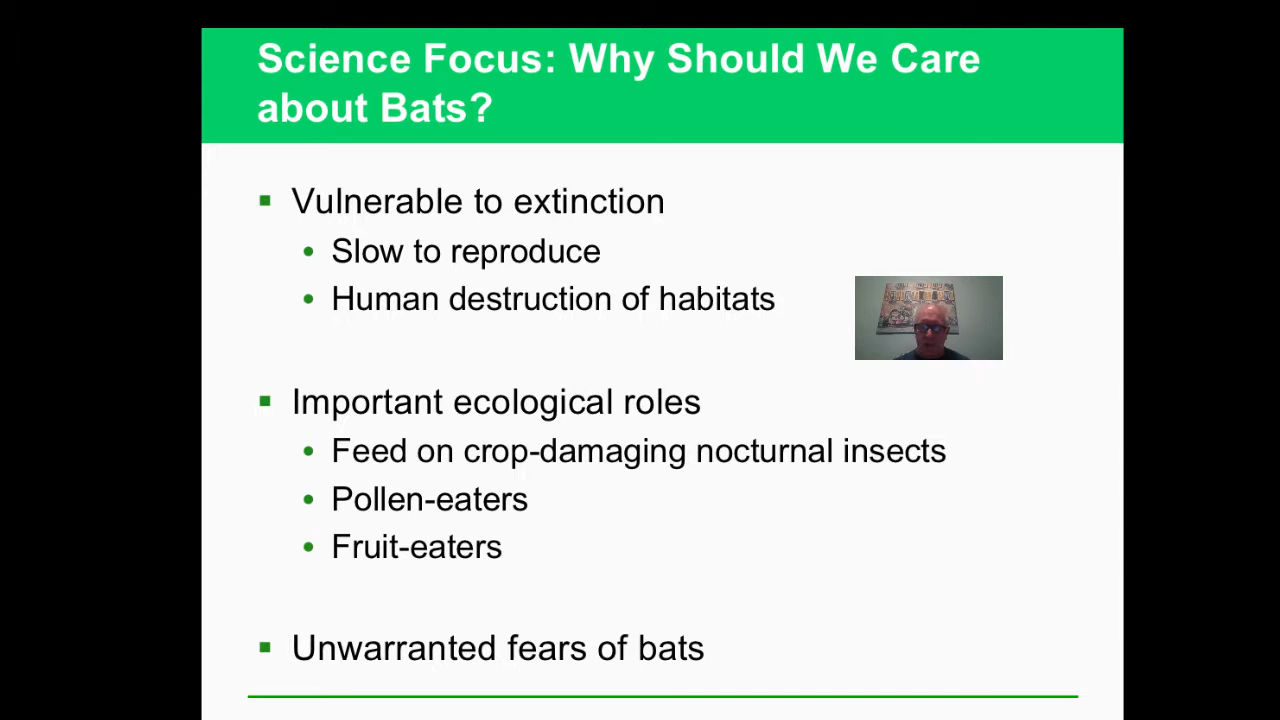 Science Focus: Why Should We Care
about Bats?
Vulnerable to extinction
Slow to reproduce
Human destruction of habitats
Important ecological roles
Feed on crop-damaging nocturnal insects
Pollen-eaters
Fruit-eaters
Unwarranted fears of bats